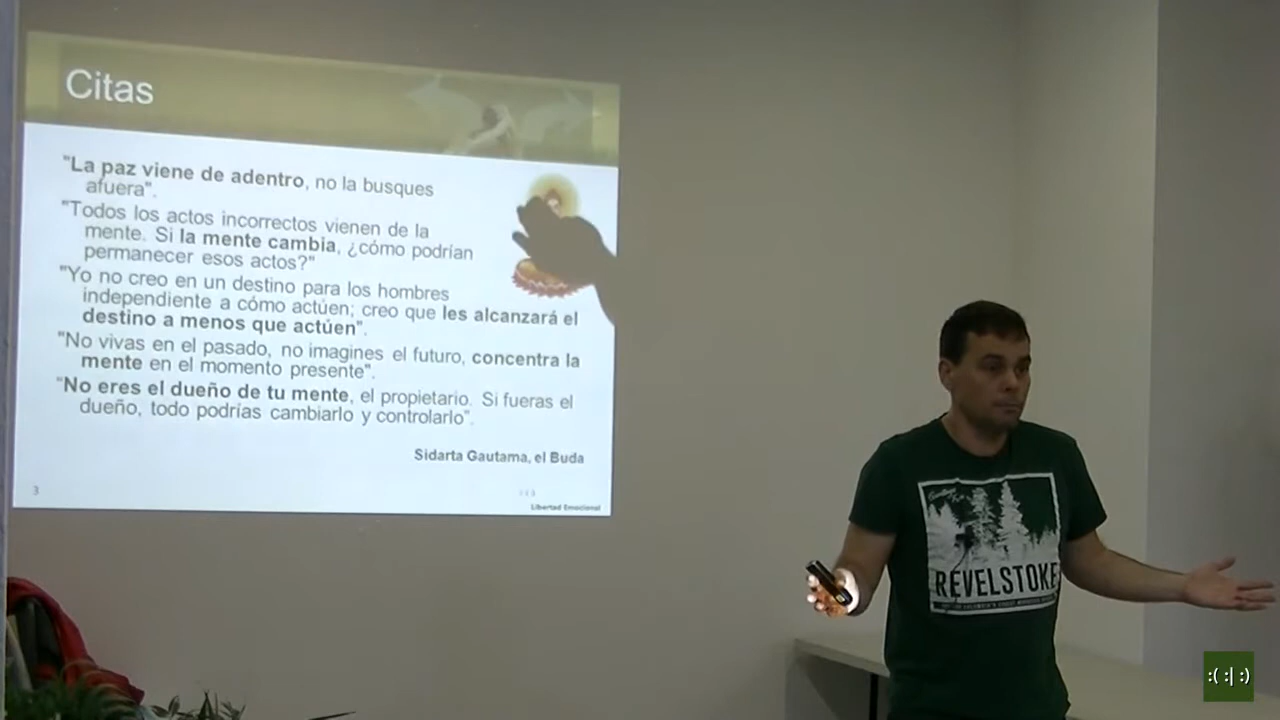 Citas
"La paz viene de adentro, no la busques
afuera".
"Todos los actos incorrectos vienen de la
mente. Si la mente cambia, ¿cómo podrían
permanecer esos actos?"
"Yo no creo en un destino para los hombres
independiente a cómo actúen; creo que les alcanzará el
destino a menos que actúen".
"No vivas en el pasado, no imagines el futuro, concentra la
mente en el momento presente".
"No eres el dueño de tu mente, el propietario. Si fueras el
dueño, todo podrías cambiarlo y controlarlo".
Sidarta Gautama, el Buda
3
Libertad Emocional
REVELSTOKE
:( :| :)